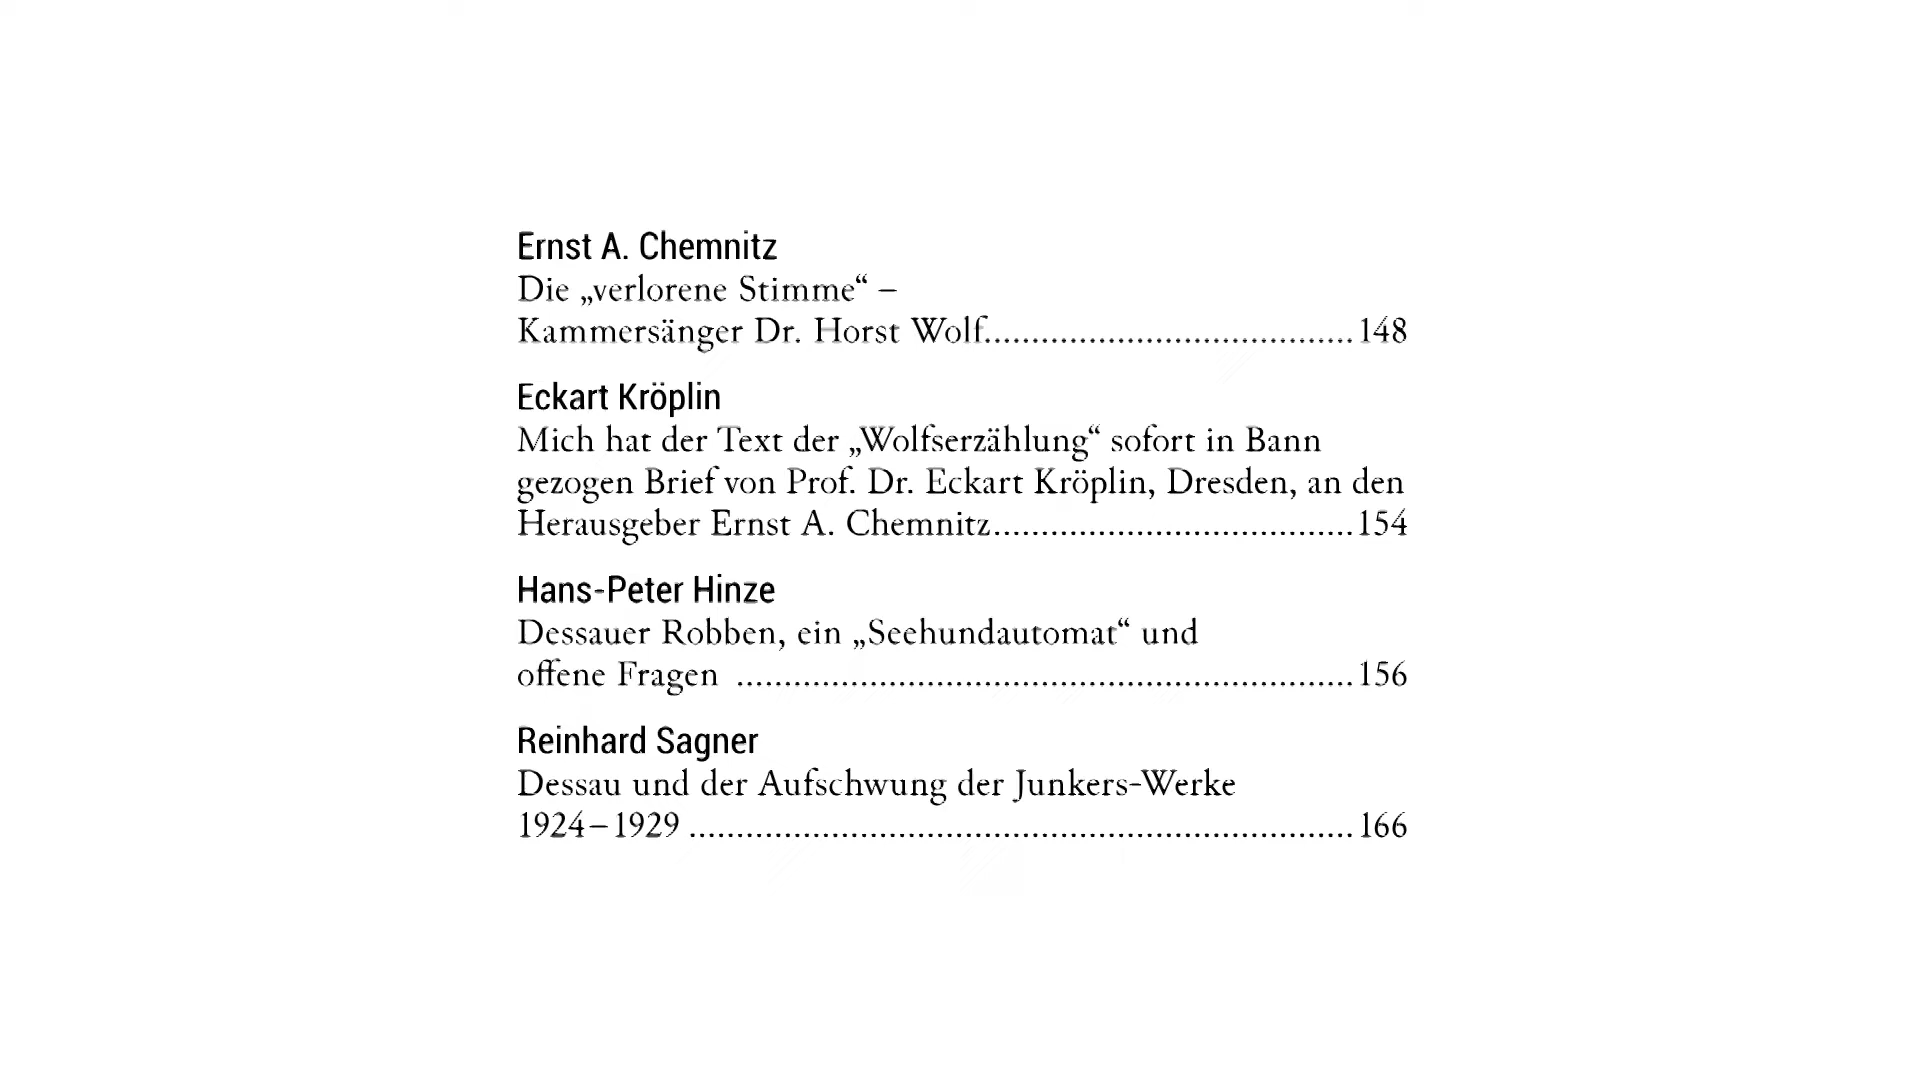 Ernst A. Chemnitz
Die „verlorene Stimme“ –
Kammersänger Dr. Horst Wolf.......................................148
Eckart Kröplin
Mich hat der Text der „Wolfserzählung“ sofort in Bann
gezogen Brief von Prof. Dr. Eckart Kröplin, Dresden, an den
Herausgeber Ernst A. Chemnitz......................................154
Hans-Peter Hinze
Dessauer Robben, ein „Seehundautomat“ und
offene Fragen .................................................................156
Reinhard Sagner
Dessau und der Aufschwung der Junkers-Werke
1924–1929 ......................................................................166